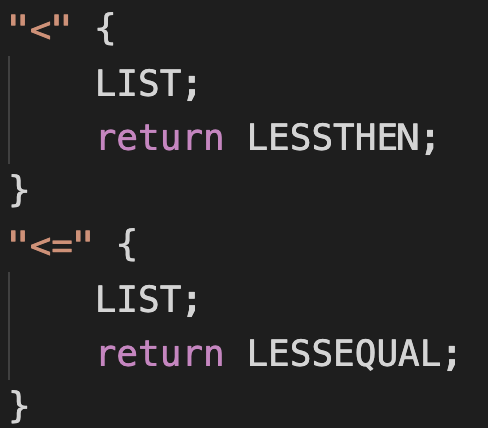 "<" {
LIST;
return LESSTHEN;
}
"<=" {
LIST;
return LESSEQUAL;
}